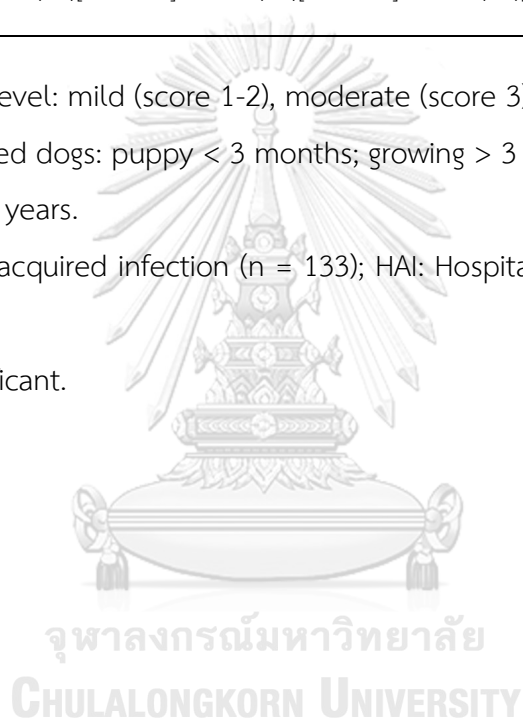 evel: mild (score 1-2), moderate (score 3)
ed dogs: puppy < 3 months; growing > 3
years.
acquired infection (n = 133); HAI: Hospita
icant.
จุฬาลงกรณ์มหาวิทยาลัย
CHULALONGKORN UNIVERSITY